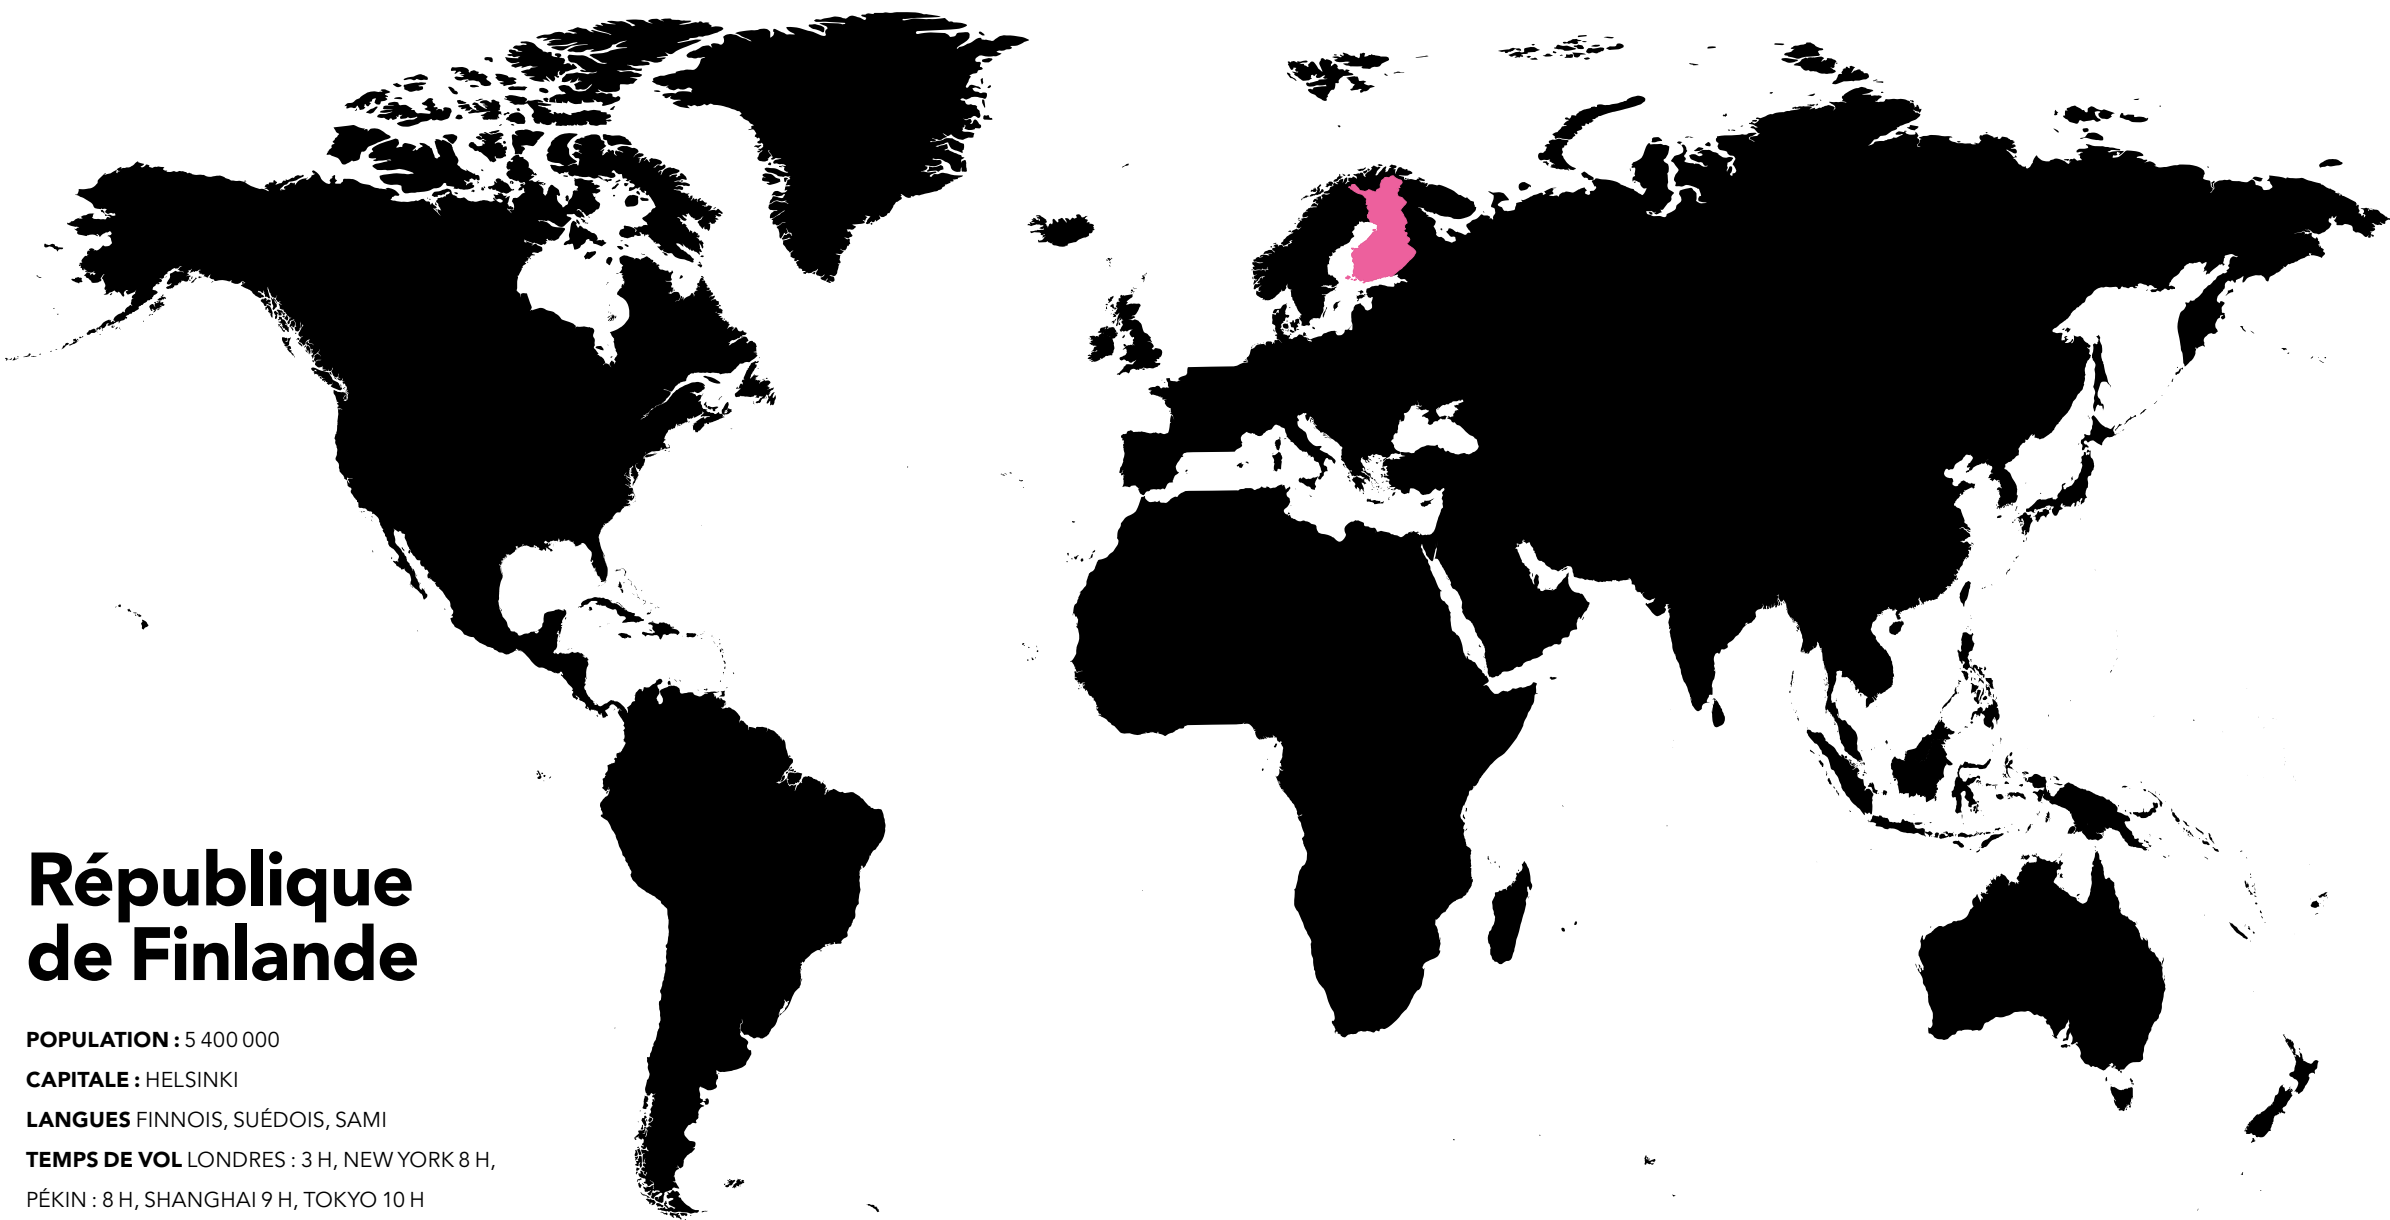 République
de Finlande
POPULATION : 5 400 000
CAPITALE : HELSINKI
LANGUES FINNOIS, SUÉDOIS, SAMI
TEMPS DE VOL LONDRES : 3 H, NEW YORK 8 H,
PÉKIN : 8 H, SHANGHAI 9 H, TOKYO 10 H